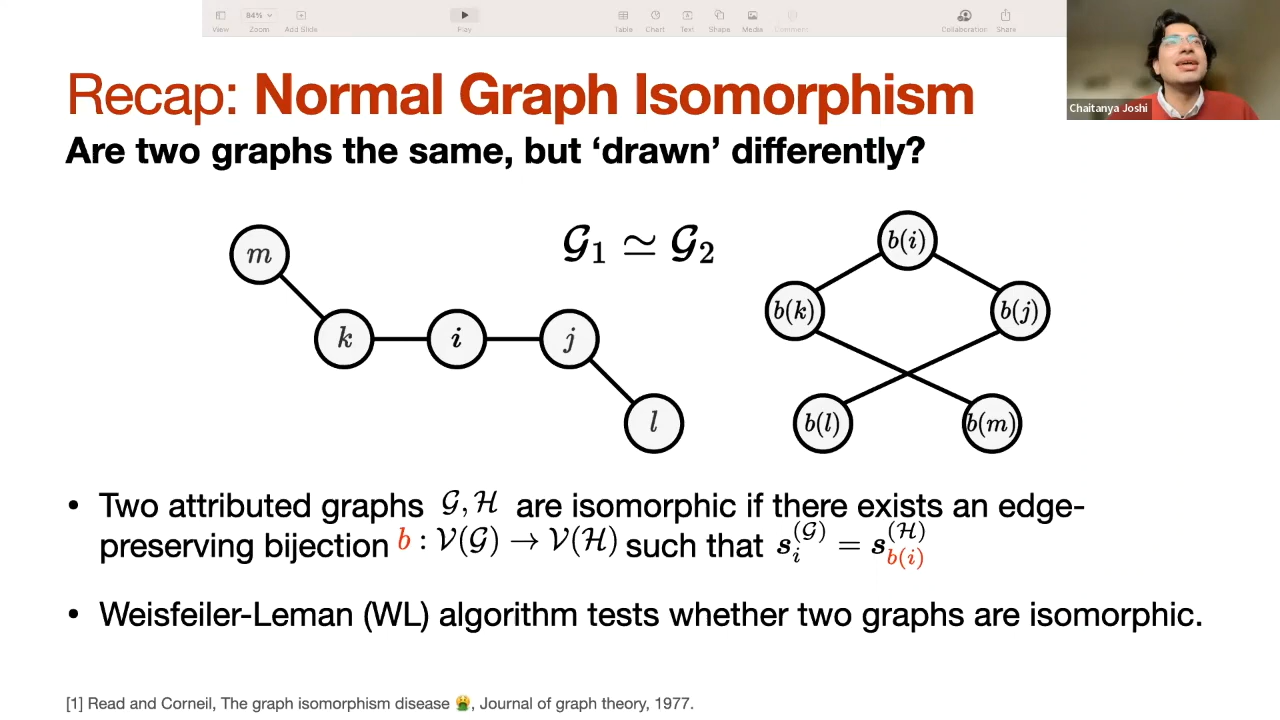 84%
View Zoom Add Slide Play Table Chart Text Shape Media Comment Collaboration Share
Chaitanya Joshi
Recap: Normal Graph Isomorphism
Are two graphs the same, but ‘drawn’ differently?
𝒢₁ ≃ 𝒢₂
m
k
i
j
l
b(i)
b(k)
b(j)
b(l)
b(m)
• Two attributed graphs 𝒢, ℋ are isomorphic if there exists an edge-
preserving bijection b : 𝒱(𝒢) → 𝒱(ℋ) such that s_i^(𝒢) = s_b(i)^(ℋ)
• Weisfeiler-Leman (WL) algorithm tests whether two graphs are isomorphic.
[1] Read and Corneil, The graph isomorphism disease 🤮, Journal of graph theory, 1977.